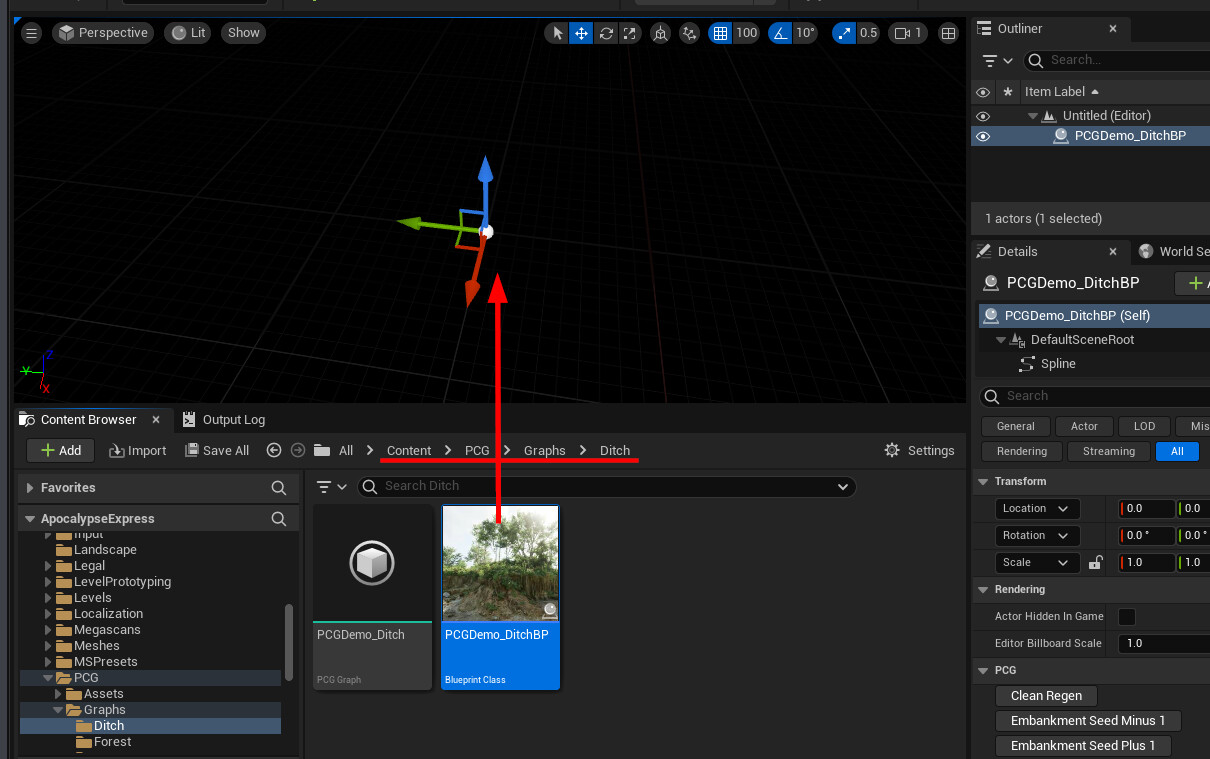 Perspective Lit Show 100 10° 0.5 1
Z
Y
X
Outliner
Search...
Item Label
Untitled (Editor)
PCGDemo_DitchBP
1 actors (1 selected)
Details World Se
PCGDemo_DitchBP
PCGDemo_DitchBP (Self)
DefaultSceneRoot
Spline
Search
General Actor LOD Mis
Rendering Streaming All
Transform
Location 0.0 0.0
Rotation 0.0 ° 0.0 °
Scale 1.0 1.0
Rendering
Actor Hidden In Game
Editor Billboard Scale 1.0
PCG
Clean Regen
Embankment Seed Minus 1
Embankment Seed Plus 1
Content Browser Output Log
Add Import Save All All Content PCG Graphs Ditch Settings
Favorites
ApocalypseExpress
Input
Landscape
Legal
LevelPrototyping
Levels
Localization
Megascans
Meshes
MSPresets
PCG
Assets
Graphs
Ditch
Forest
Search Ditch
PCGDemo_Ditch
PCG Graph
PCGDemo_DitchBP
Blueprint Class